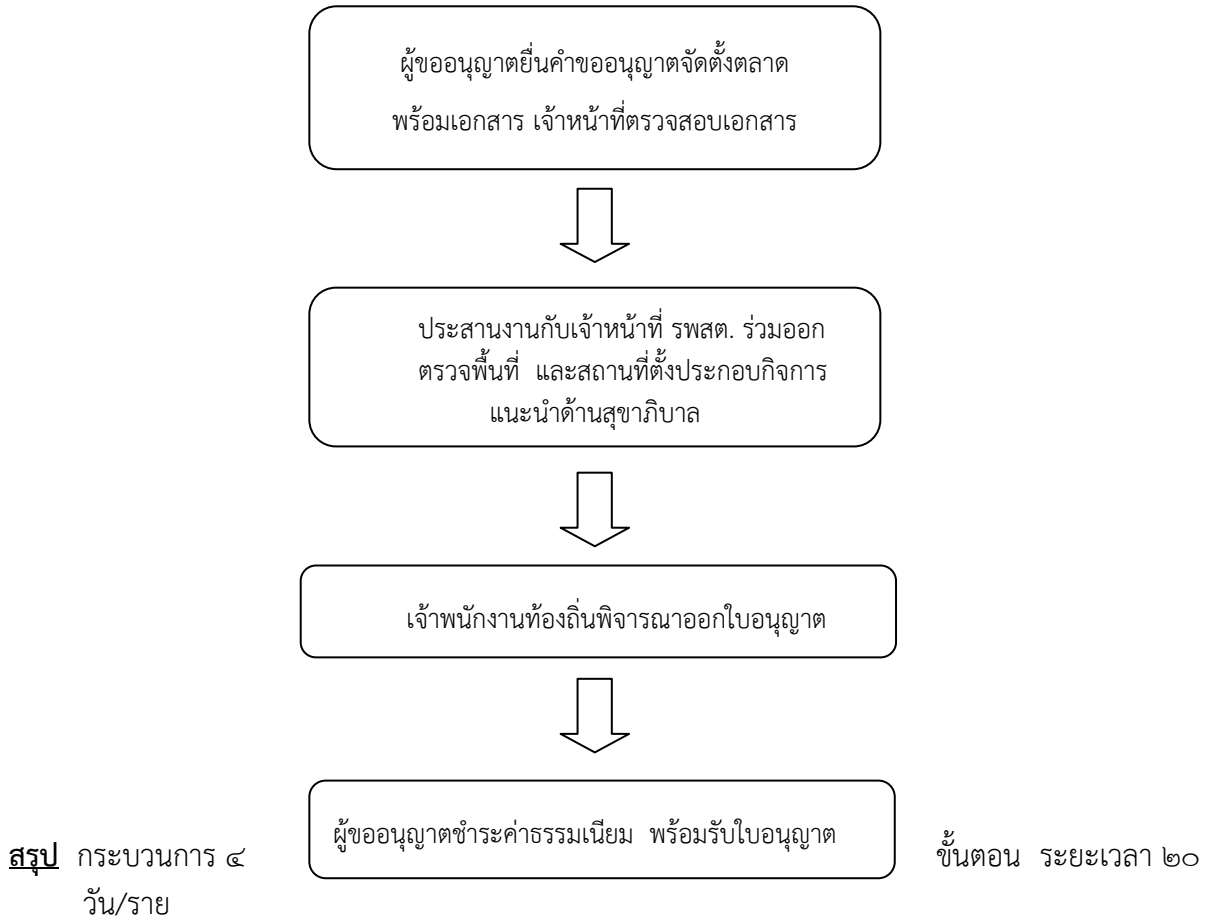 ผู้ขออนุญาตยื่นคำขออนุญาตจัดตั้งตลาด
พร้อมเอกสาร เจ้าหน้าที่ตรวจสอบเอกสาร
ประสานงานกับเจ้าหน้าที่ รพสต. ร่วมออก
ตรวจพื้นที่ และสถานที่ตั้งประกอบกิจการ
แนะนำด้านสุขาภิบาล
เจ้าพนักงานท้องถิ่นพิจารณาออกใบอนุญาต
ผู้ขออนุญาตชำระค่าธรรมเนียม พร้อมรับใบอนุญาต
สรุป กระบวนการ ๔ ขั้นตอน ระยะเวลา ๒๐
วัน/ราย